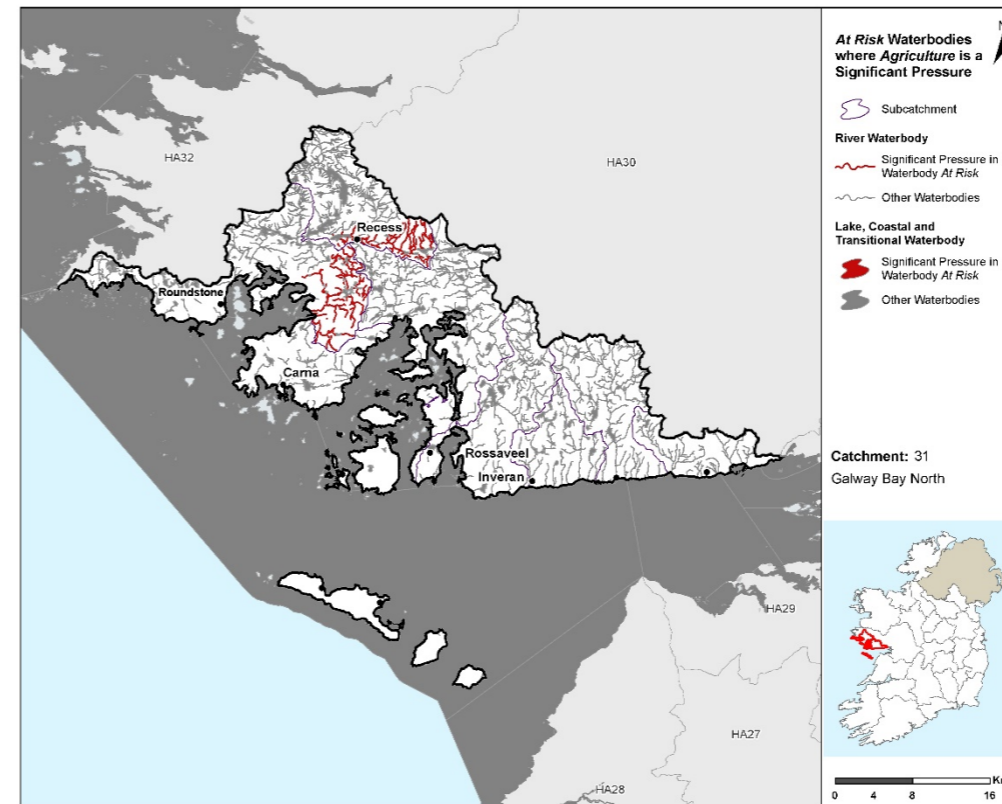 HA32
HA30
Recess
Roundstone
Carna
Rossaveel
Inveran
HA29
HA27
HA28
N
At Risk Waterbodies
where Agriculture is a
Significant Pressure
Subcatchment
River Waterbody
Significant Pressure in
Waterbody At Risk
Other Waterbodies
Lake, Coastal and
Transitional Waterbody
Significant Pressure in
Waterbody At Risk
Other Waterbodies
Catchment: 31
Galway Bay North
0 4 8 16